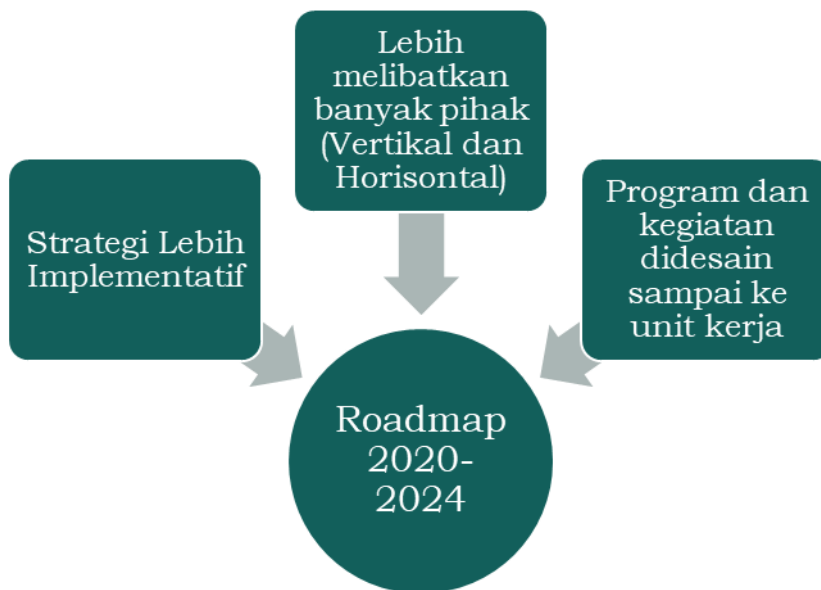 Lebih
melibatkan
banyak pihak
(Vertikal dan
Horisontal)
Strategi Lebih
Implementatif
Program dan
kegiatan
didesain
sampai ke
unit kerja
Roadmap
2020-
2024